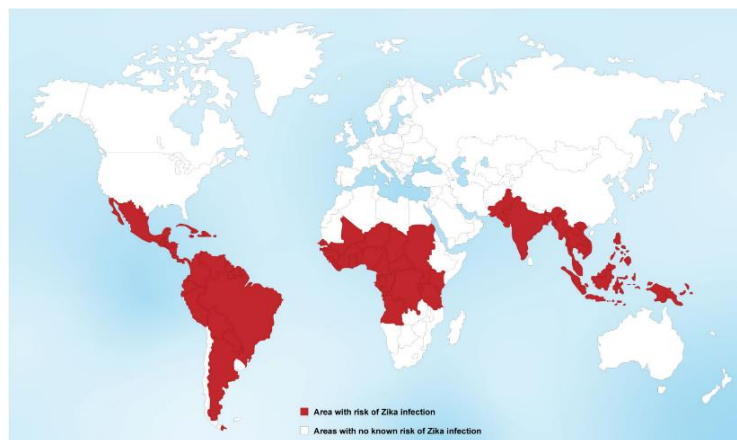 Area with risk of Zika infection
Areas with no known risk of Zika infection